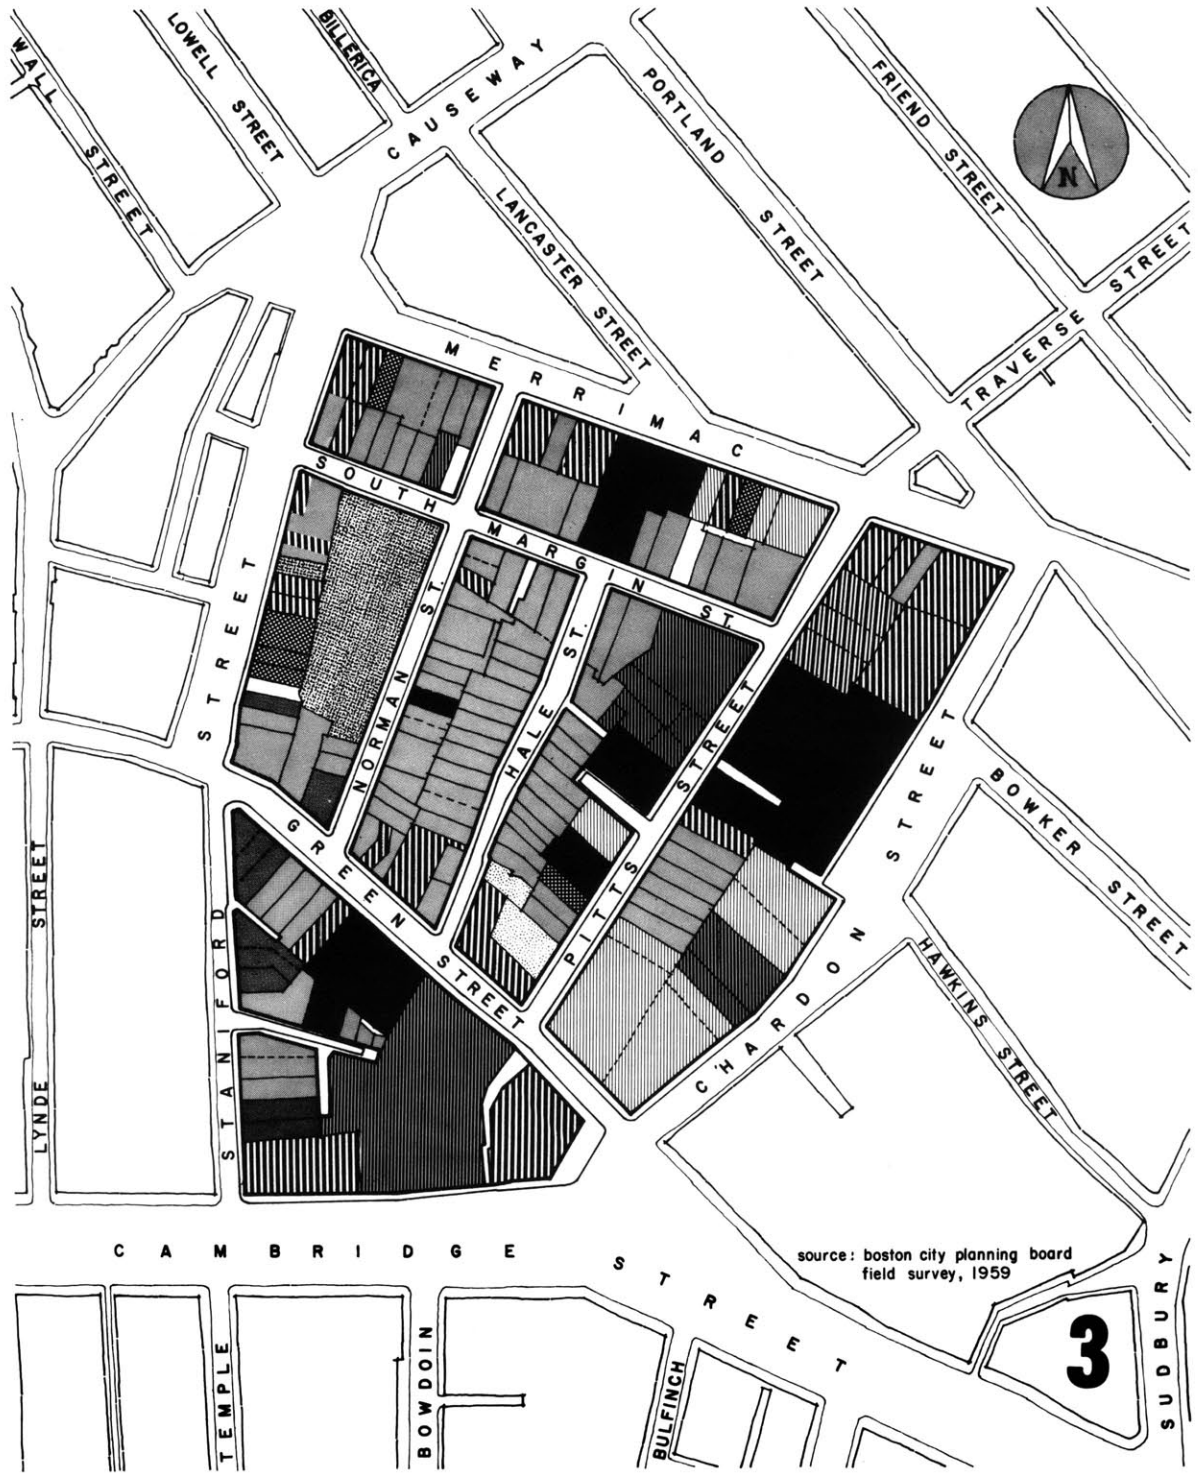 WALL STREET
LOWELL STREET
BILLERICA
CAUSEWAY
PORTLAND STREET
FRIEND STREET
N
LANCASTER STREET
TRAVERSE STREET
MERRIMAC
SOUTH MARGIN ST.
STREET
NORMAN ST.
HALE ST.
PITTS STREET
STREET
BOWKER STREET
GREEN STREET
STANIFORD
LYNDE STREET
CHARDON
HAWKINS STREET
CAMBRIDGE STREET
source: boston city planning board
field survey, 1959
3
SUDBURY
TEMPLE
BOWDOIN
BULFINCH